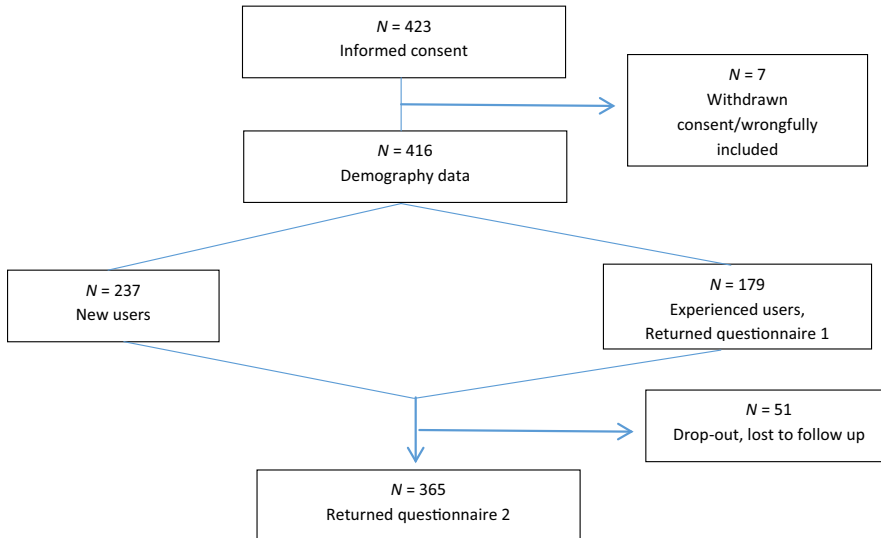 N = 423
Informed consent
N = 7
Withdrawn
consent/wrongfully
included
N = 416
Demography data
N = 237
New users
N = 179
Experienced users,
Returned questionnaire 1
N = 51
Drop-out, lost to follow up
N = 365
Returned questionnaire 2